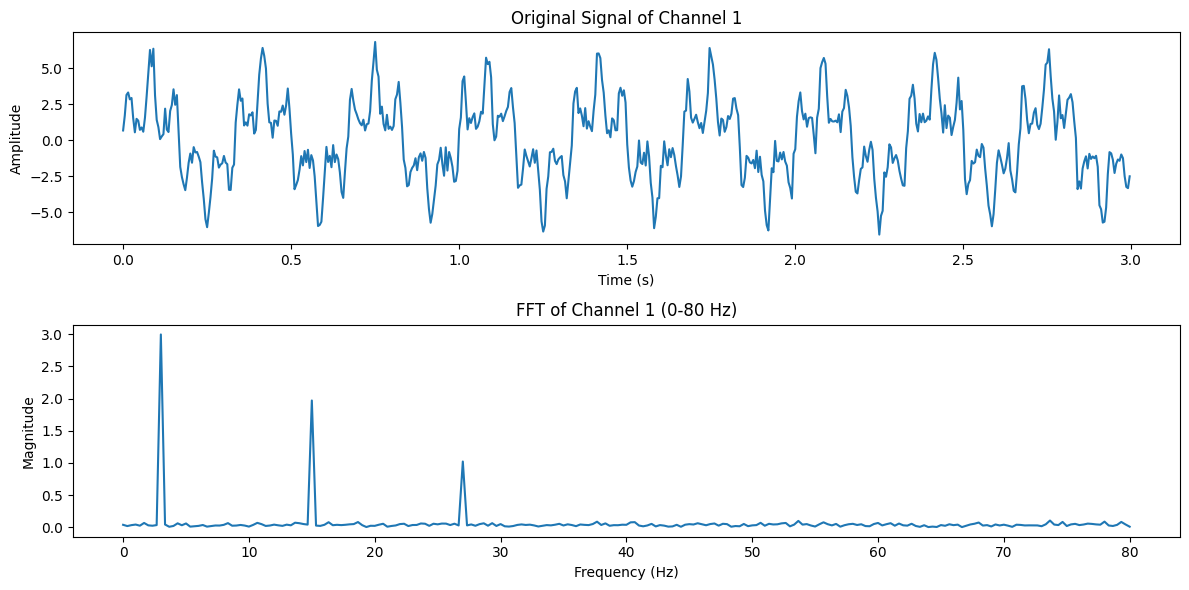 Original Signal of Channel 1
Amplitude
5.0
2.5
0.0
−2.5
−5.0
0.0 0.5 1.0 1.5 2.0 2.5 3.0
Time (s)
FFT of Channel 1 (0-80 Hz)
Magnitude
3.0
2.5
2.0
1.5
1.0
0.5
0.0
0 10 20 30 40 50 60 70 80
Frequency (Hz)